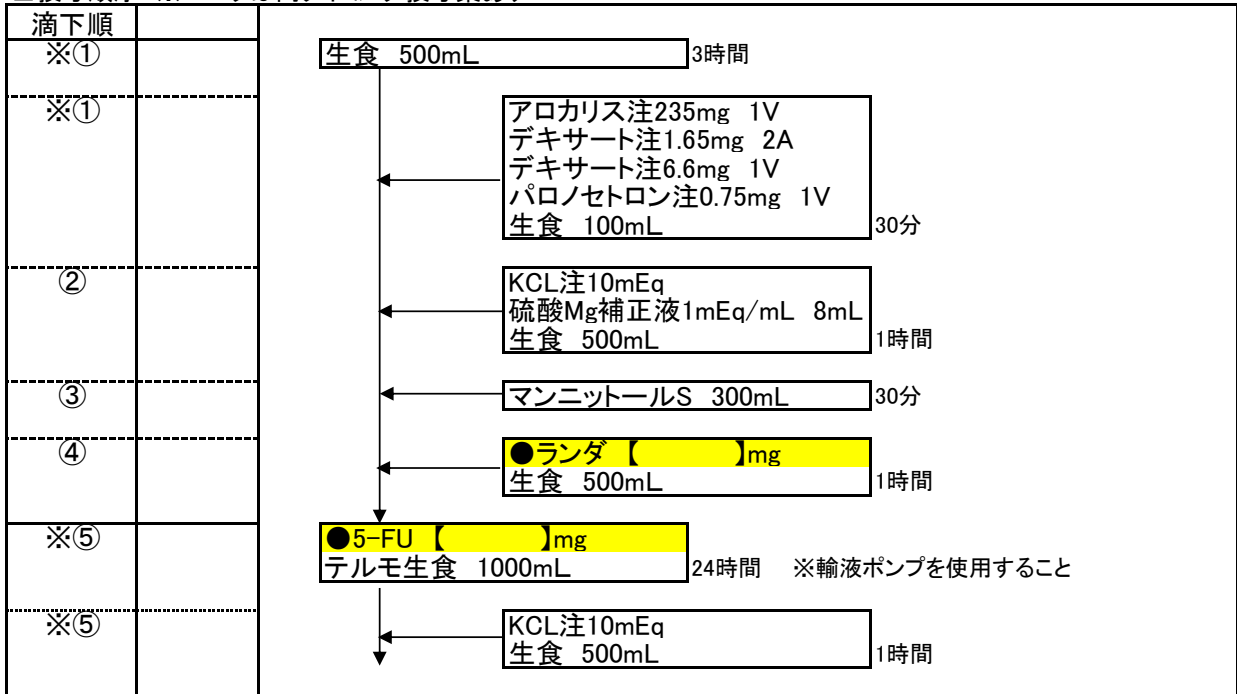 滴下順
※①
生食 500mL 3時間
※①
アロカリス注235mg 1V
デキサート注1.65mg 2A
デキサート注6.6mg 1V
パロノセトロン注0.75mg 1V
生食 100mL 30分
②
KCL注10mEq
硫酸Mg補正液1mEq/mL 8mL
生食 500mL 1時間
③
マンニットールS 300mL 30分
④
●ランダ 【 】mg
生食 500mL 1時間
※⑤
●5-FU 【 】mg
テルモ生食 1000mL 24時間 ※輸液ポンプを使用すること
※⑤
KCL注10mEq
生食 500mL 1時間